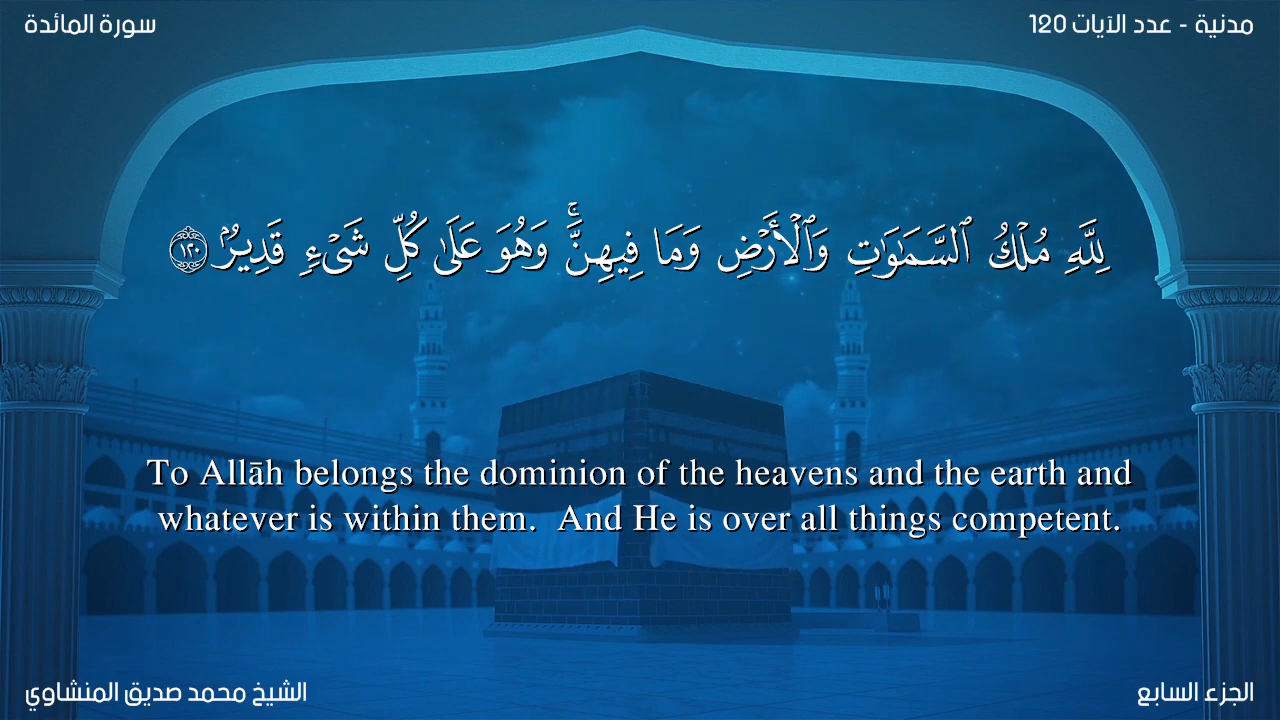 سورة المائدة
مدنية - عدد الآيات 120
لِلَّهِ مُلْكُ ٱلسَّمَٰوَٰتِ وَٱلْأَرْضِ وَمَا فِيهِنَّۚ وَهُوَ عَلَىٰ كُلِّ شَىْءٍ قَدِيرٌۢ ١٢٠
To Allāh belongs the dominion of the heavens and the earth and
whatever is within them. And He is over all things competent.
الشيخ محمد صديق المنشاوي
الجزء السابع